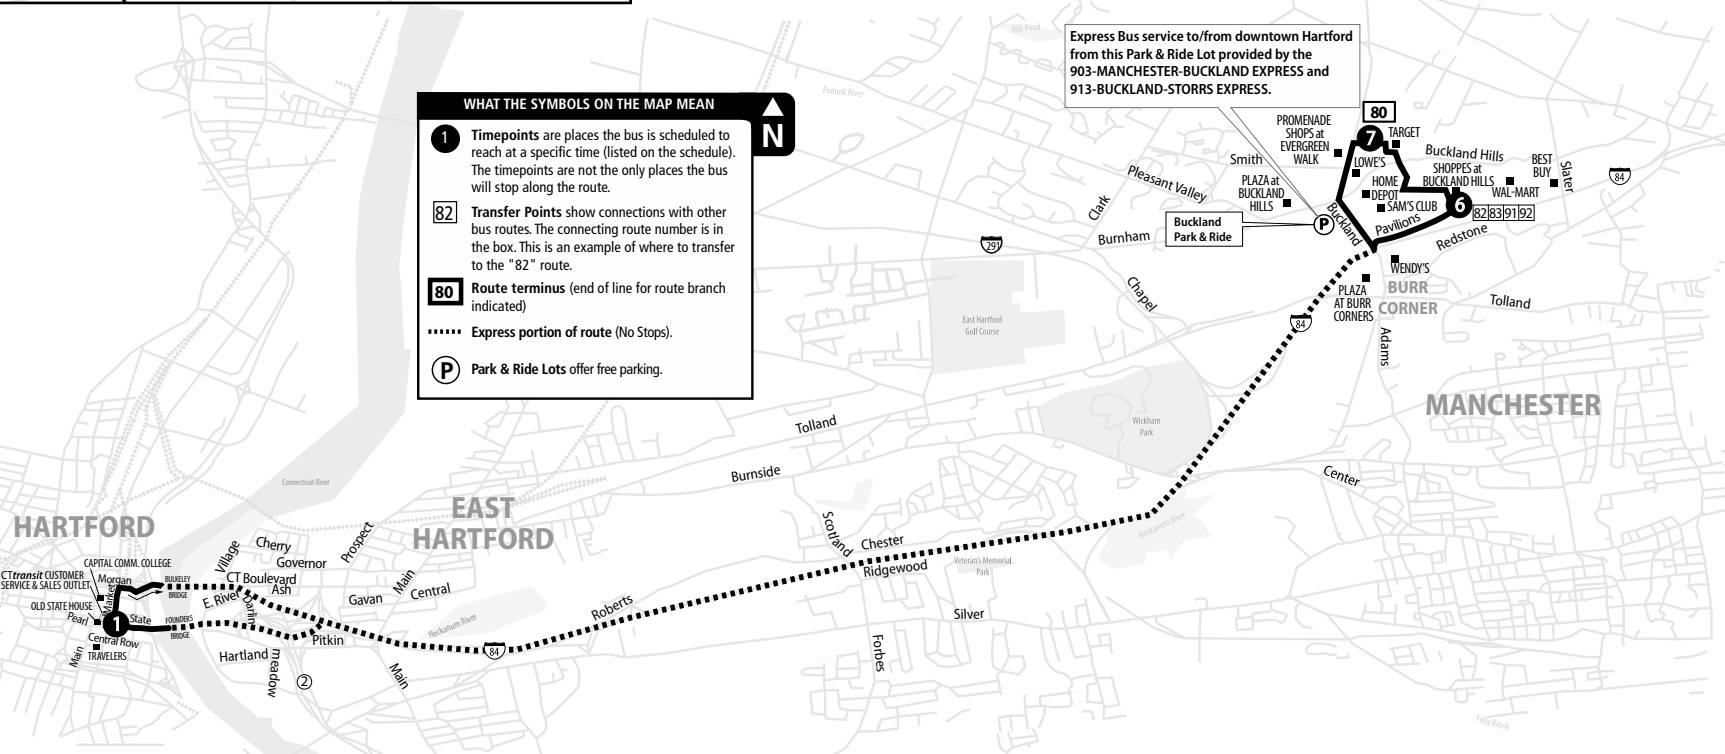 WHAT THE SYMBOLS ON THE MAP MEAN
N
1
Timepoints are places the bus is scheduled to
reach at a specific time (listed on the schedule).
The timepoints are not the only places the bus
will stop along the route.
82
Transfer Points show connections with other
bus routes. The connecting route number is in
the box. This is an example of where to transfer
to the "82" route.
80
Route terminus (end of line for route branch
indicated)
Express portion of route (No Stops).
P
Park & Ride Lots offer free parking.
Express Bus service to/from downtown Hartford
from this Park & Ride Lot provided by the
903-MANCHESTER-BUCKLAND EXPRESS and
913-BUCKLAND-STORRS EXPRESS.
Mill Pond
Podunk River
80
7
TARGET
PROMENADE
SHOPS at
EVERGREEN
WALK
LOWE'S
Buckland Hills
SHOPPES at
BUCKLAND HILLS
BEST
BUY
Slater
84
WAL-MART
HOME
DEPOT
SAM'S CLUB
6
82 83 91 92
Smith
Pleasant Valley
PLAZA at
BUCKLAND
HILLS
Clark
Buckland
Park & Ride
P
Buckland
Pavilions
Redstone
Burnham
291
WENDY'S
BURR
CORNER
PLAZA
AT BURR
CORNERS
Chapel
Tolland
84
Adams
East Hartford
Golf Course
MANCHESTER
Wickham
Park
Center
Tolland
Burnside
Connecticut River
HARTFORD
EAST
HARTFORD
Hockanum River
Scotland
Chester
Ridgewood
Veteran's Memorial
Park
Prospect
Village
Cherry
Governor
CAPITAL COMM. COLLEGE
CTtransit CUSTOMER
SERVICE & SALES OUTLET
Morgan
BULKELEY
BRIDGE
CT Boulevard
Ash
Main
Central
Gavan
E. River
Darlin
Market
OLD STATE HOUSE
Pearl
1
State
FOUNDERS
BRIDGE
Central Row
TRAVELERS
Main
Hockanum River
Roberts
Silver
Pitkin
Hartland
meadow
2
84
Main
Forbes
Folly Brook